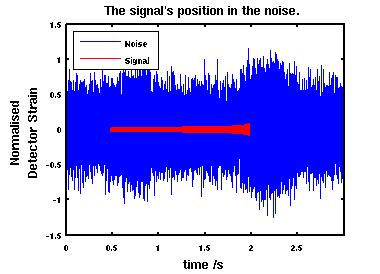 The signal's position in the noise.
1.5
Noise
Signal
1
0.5
0
-0.5
-1
-1.5
Normalised
Detector Strain
0 0.5 1 1.5 2 2.5
time /s